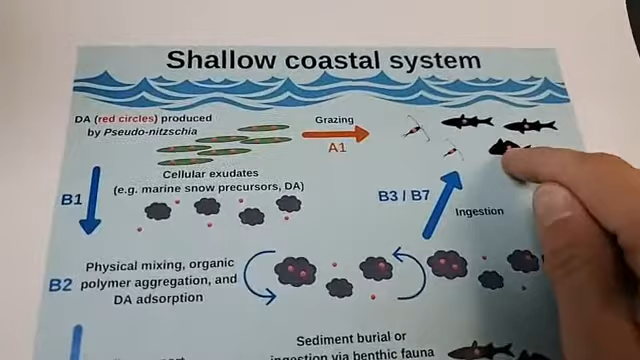 Shallow coastal system
DA (red circles) produced
by Pseudo-nitzschia
Grazing
A1
Cellular exudates
(e.g. marine snow precursors, DA)
B1
B3 / B7
Ingestion
B2
Physical mixing, organic
polymer aggregation, and
DA adsorption
Sediment burial or
ingestion via benthic fauna